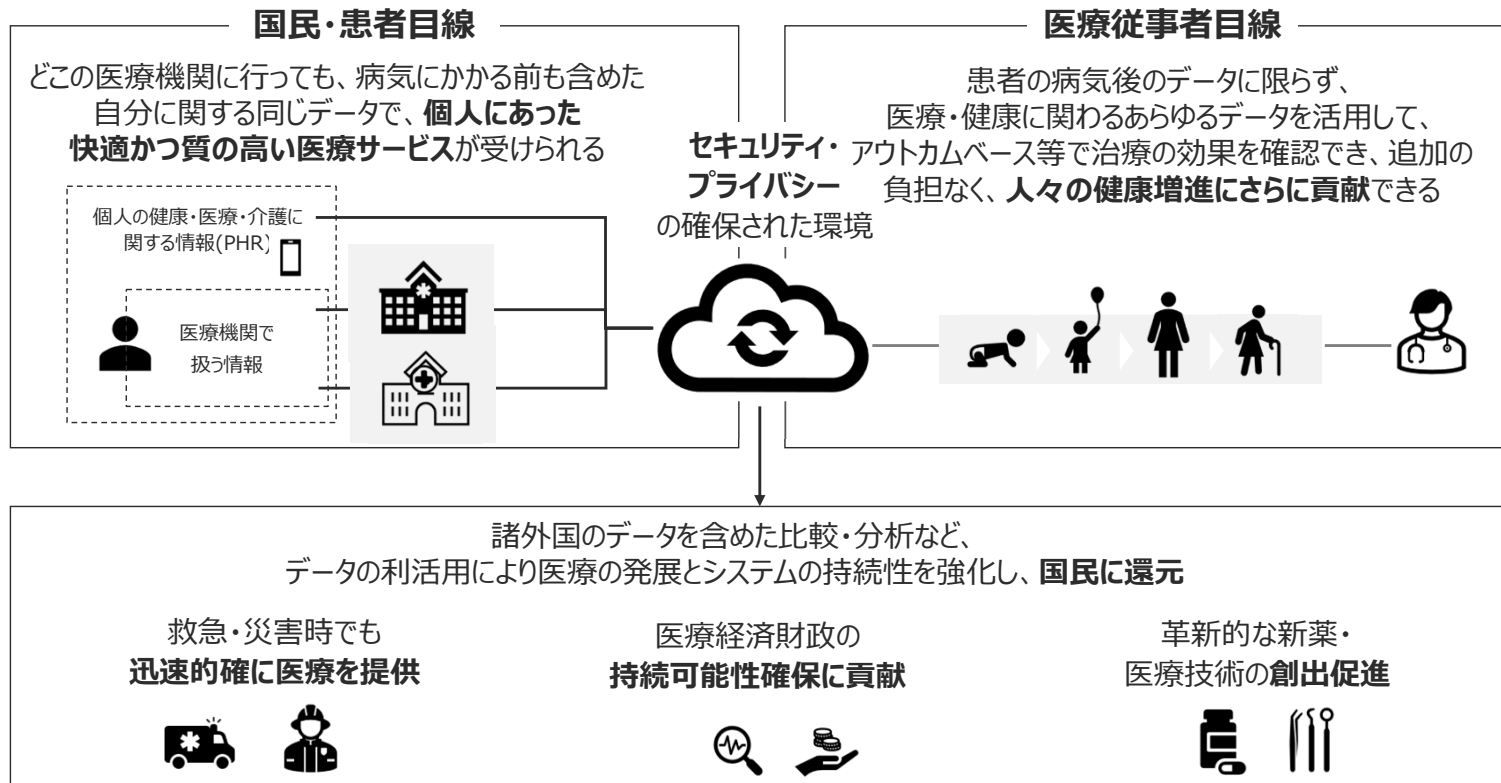 国民・患者目線
どこの医療機関に行っても、病気にかかる前も含めた
自分に関する同じデータで、個人にあった
快適かつ質の高い医療サービスが受けられる
個人の健康・医療・介護に
関する情報(PHR)
医療機関で
扱う情報
セキュリティ・
プライバシー
の確保された環境
医療従事者目線
患者の病気後のデータに限らず、
医療・健康に関わるあらゆるデータを活用して、
アウトカムベース等で治療の効果を確認でき、追加の
負担なく、人々の健康増進にさらに貢献できる
諸外国のデータを含めた比較・分析など、
データの利活用により医療の発展とシステムの持続性を強化し、国民に還元
救急・災害時でも
迅速的確に医療を提供
医療経済財政の
持続可能性確保に貢献
革新的な新薬・
医療技術の創出促進